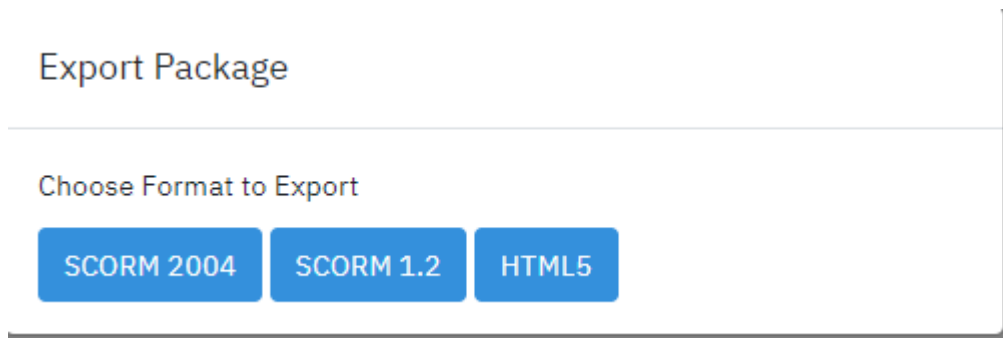 Export Package
Choose Format to Export
SCORM 2004 SCORM 1.2 HTML5